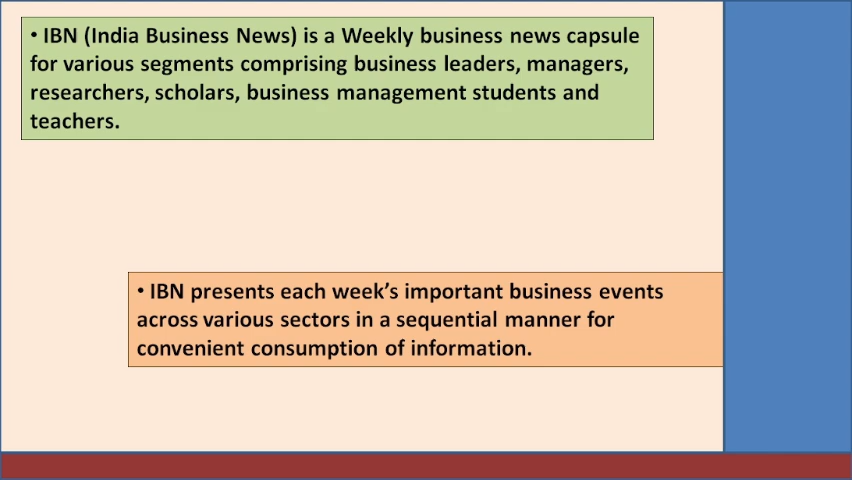 • IBN (India Business News) is a Weekly business news capsule
for various segments comprising business leaders, managers,
researchers, scholars, business management students and
teachers.
• IBN presents each week’s important business events
across various sectors in a sequential manner for
convenient consumption of information.